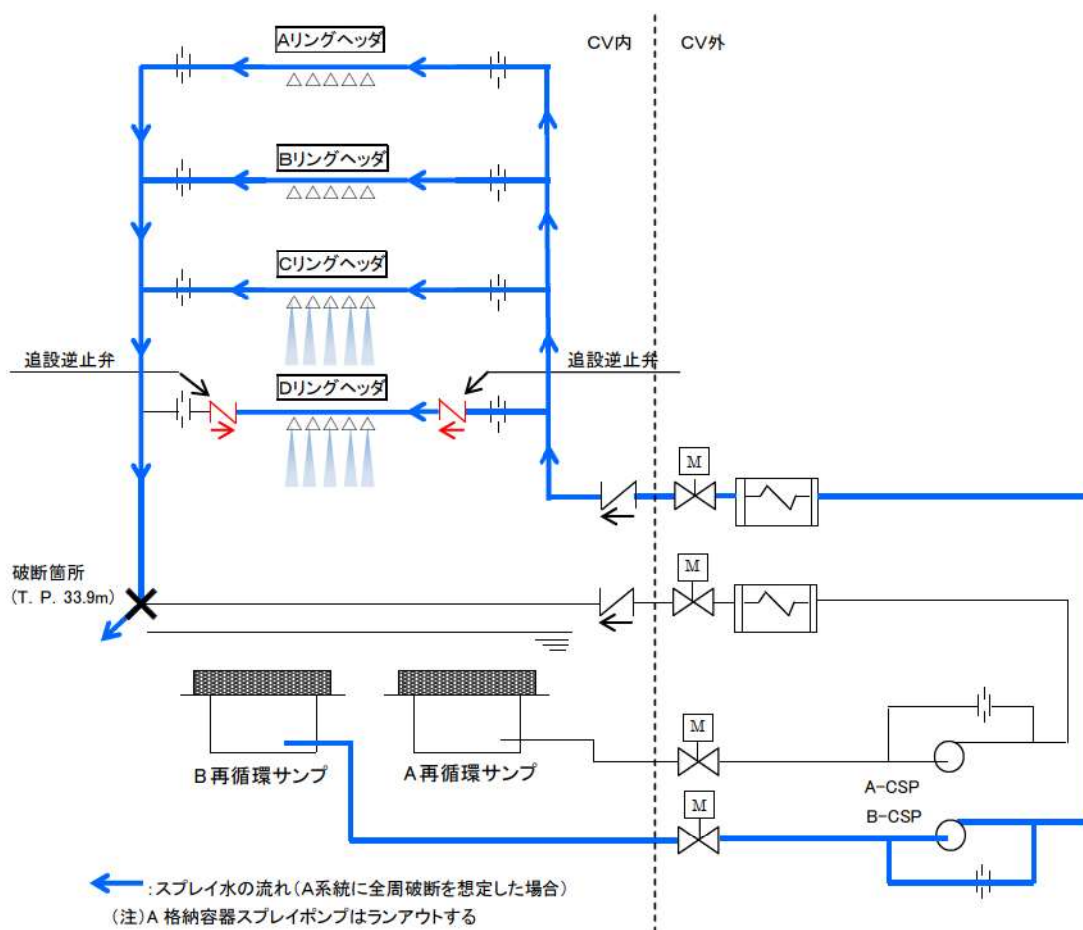 Aリングヘッダ
CV内
CV外
Bリングヘッダ
Cリングヘッダ
追設逆止弁
追設逆止弁
Dリングヘッダ
M
破断箇所
(T. P. 33.9m)
M
M
B再循環サンプ
A再循環サンプ
A-CSP
B-CSP
M
:スプレイ水の流れ(A系統に全周破断を想定した場合)
(注)A 格納容器スプレイポンプはランアウトする